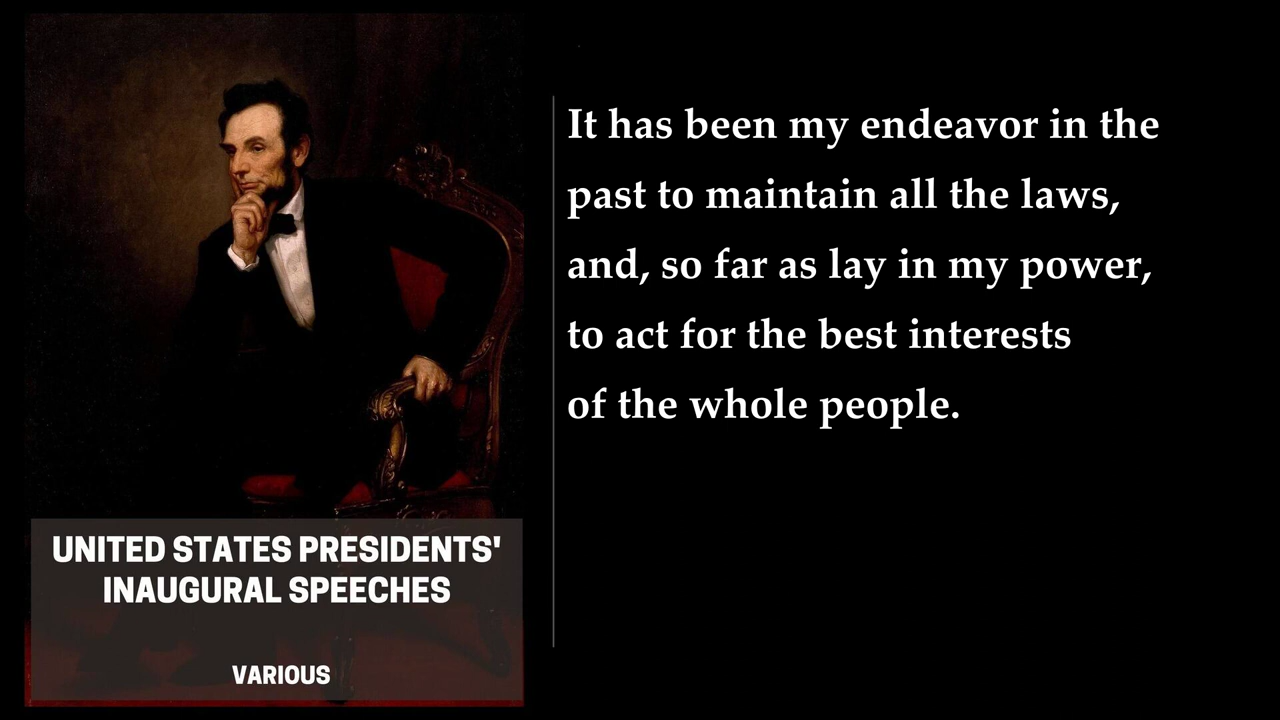 It has been my endeavor in the
past to maintain all the laws,
and, so far as lay in my power,
to act for the best interests
of the whole people.
UNITED STATES PRESIDENTS'
INAUGURAL SPEECHES
VARIOUS